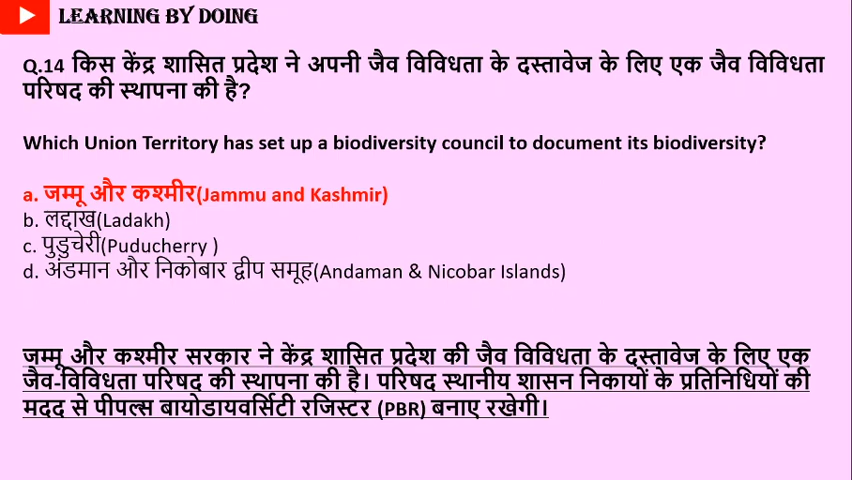 LEARNING BY DOING
Q.14 किस केंद्र शासित प्रदेश ने अपनी जैव विविधता के दस्तावेज के लिए एक जैव विविधता
परिषद की स्थापना की है?
Which Union Territory has set up a biodiversity council to document its biodiversity?
a. जम्मू और कश्मीर(Jammu and Kashmir)
b. लद्दाख(Ladakh)
c. पुडुचेरी(Puducherry )
d. अंडमान और निकोबार द्वीप समूह(Andaman & Nicobar Islands)
जम्मू और कश्मीर सरकार ने केंद्र शासित प्रदेश की जैव विविधता के दस्तावेज के लिए एक
जैव-विविधता परिषद की स्थापना की है। परिषद स्थानीय शासन निकायों के प्रतिनिधियों की
मदद से पीपल्स बायोडायवर्सिटी रजिस्टर (PBR) बनाए रखेगी।